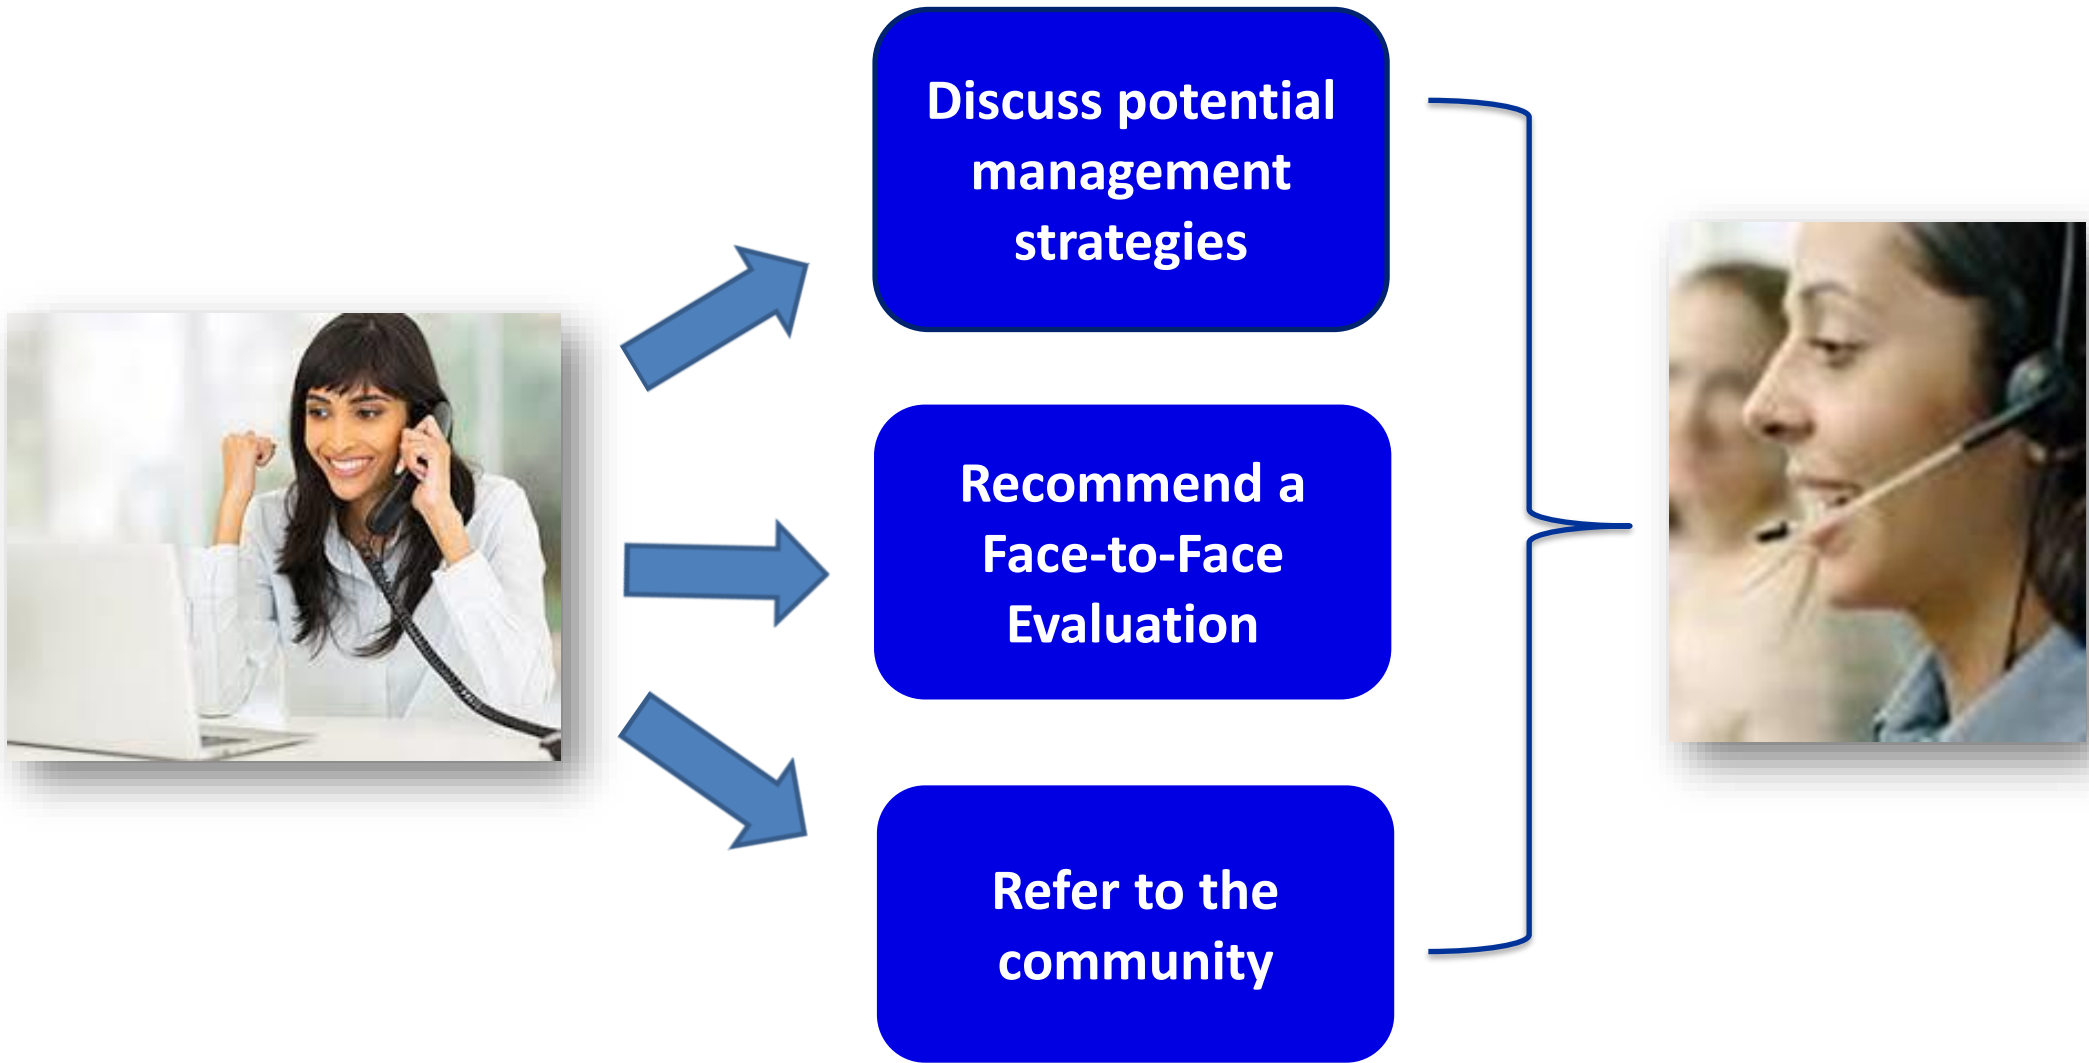 Discuss potential
management
strategies
Recommend a
Face-to-Face
Evaluation
Refer to the
community